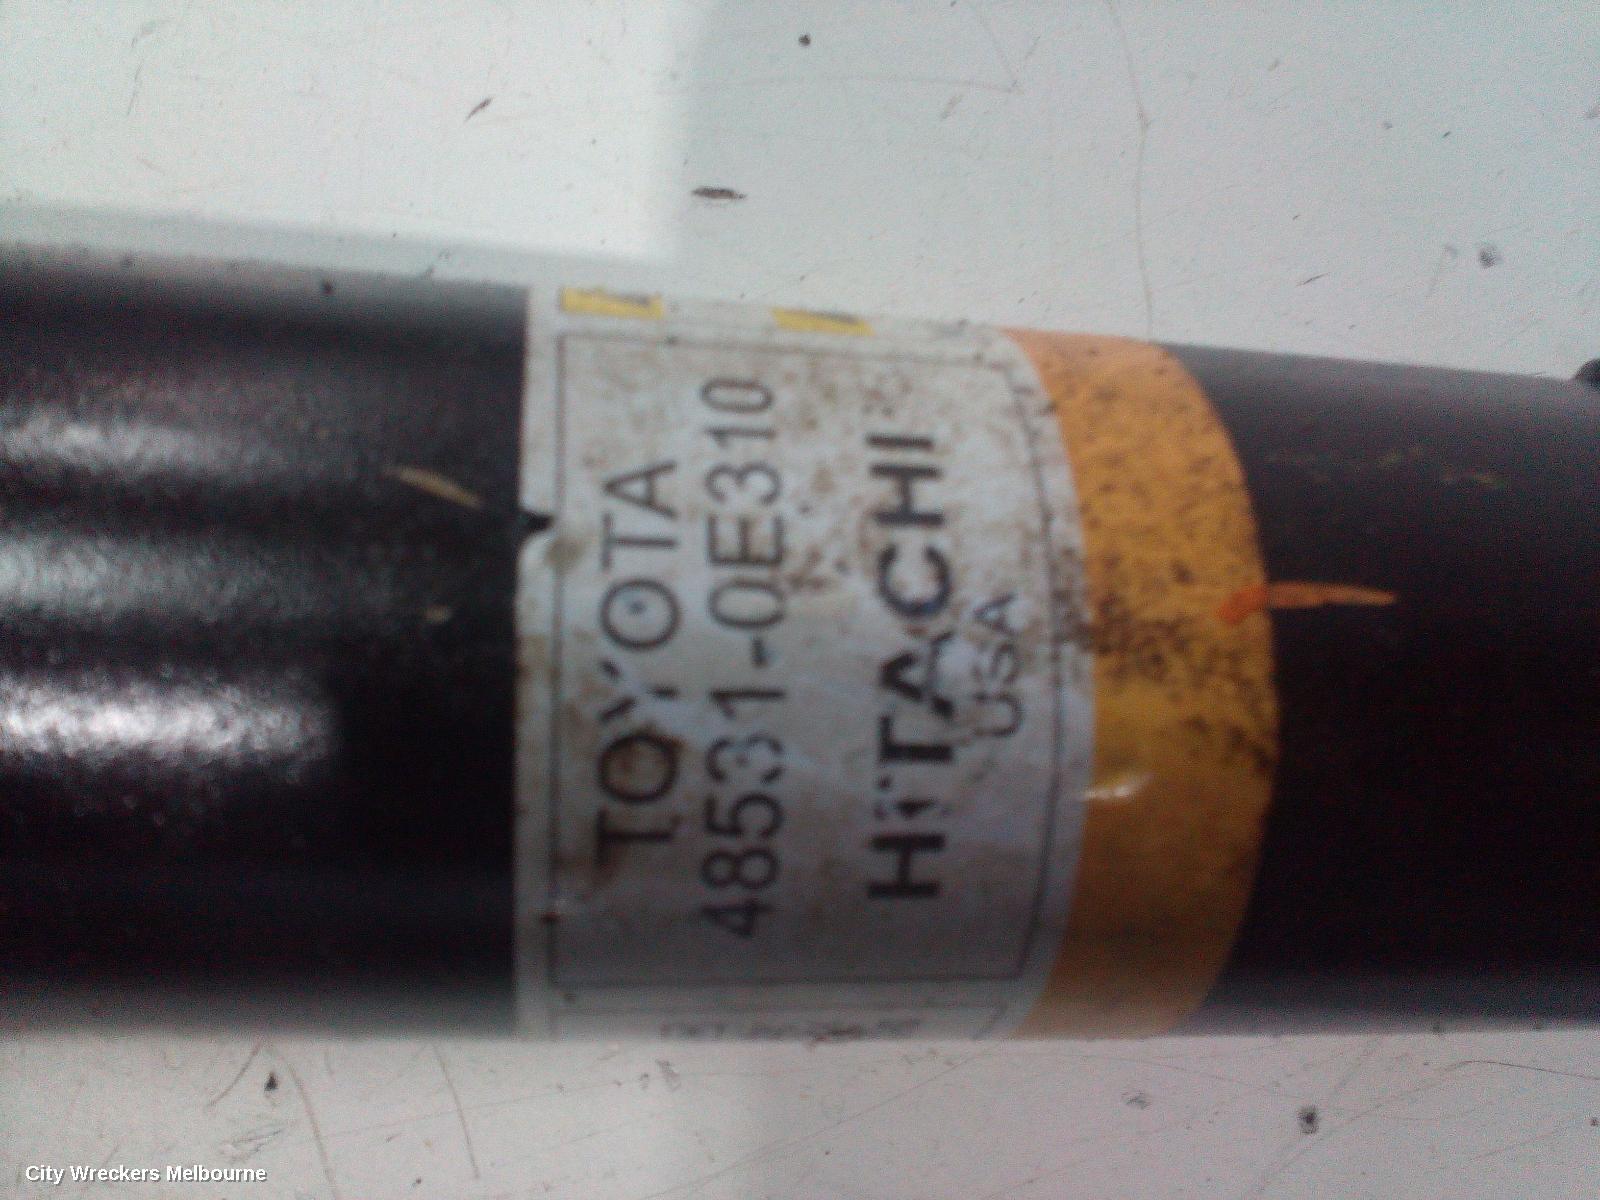 TOYOTA
48531-0E310
HITACHI
USA
City Wreckers Melbourne